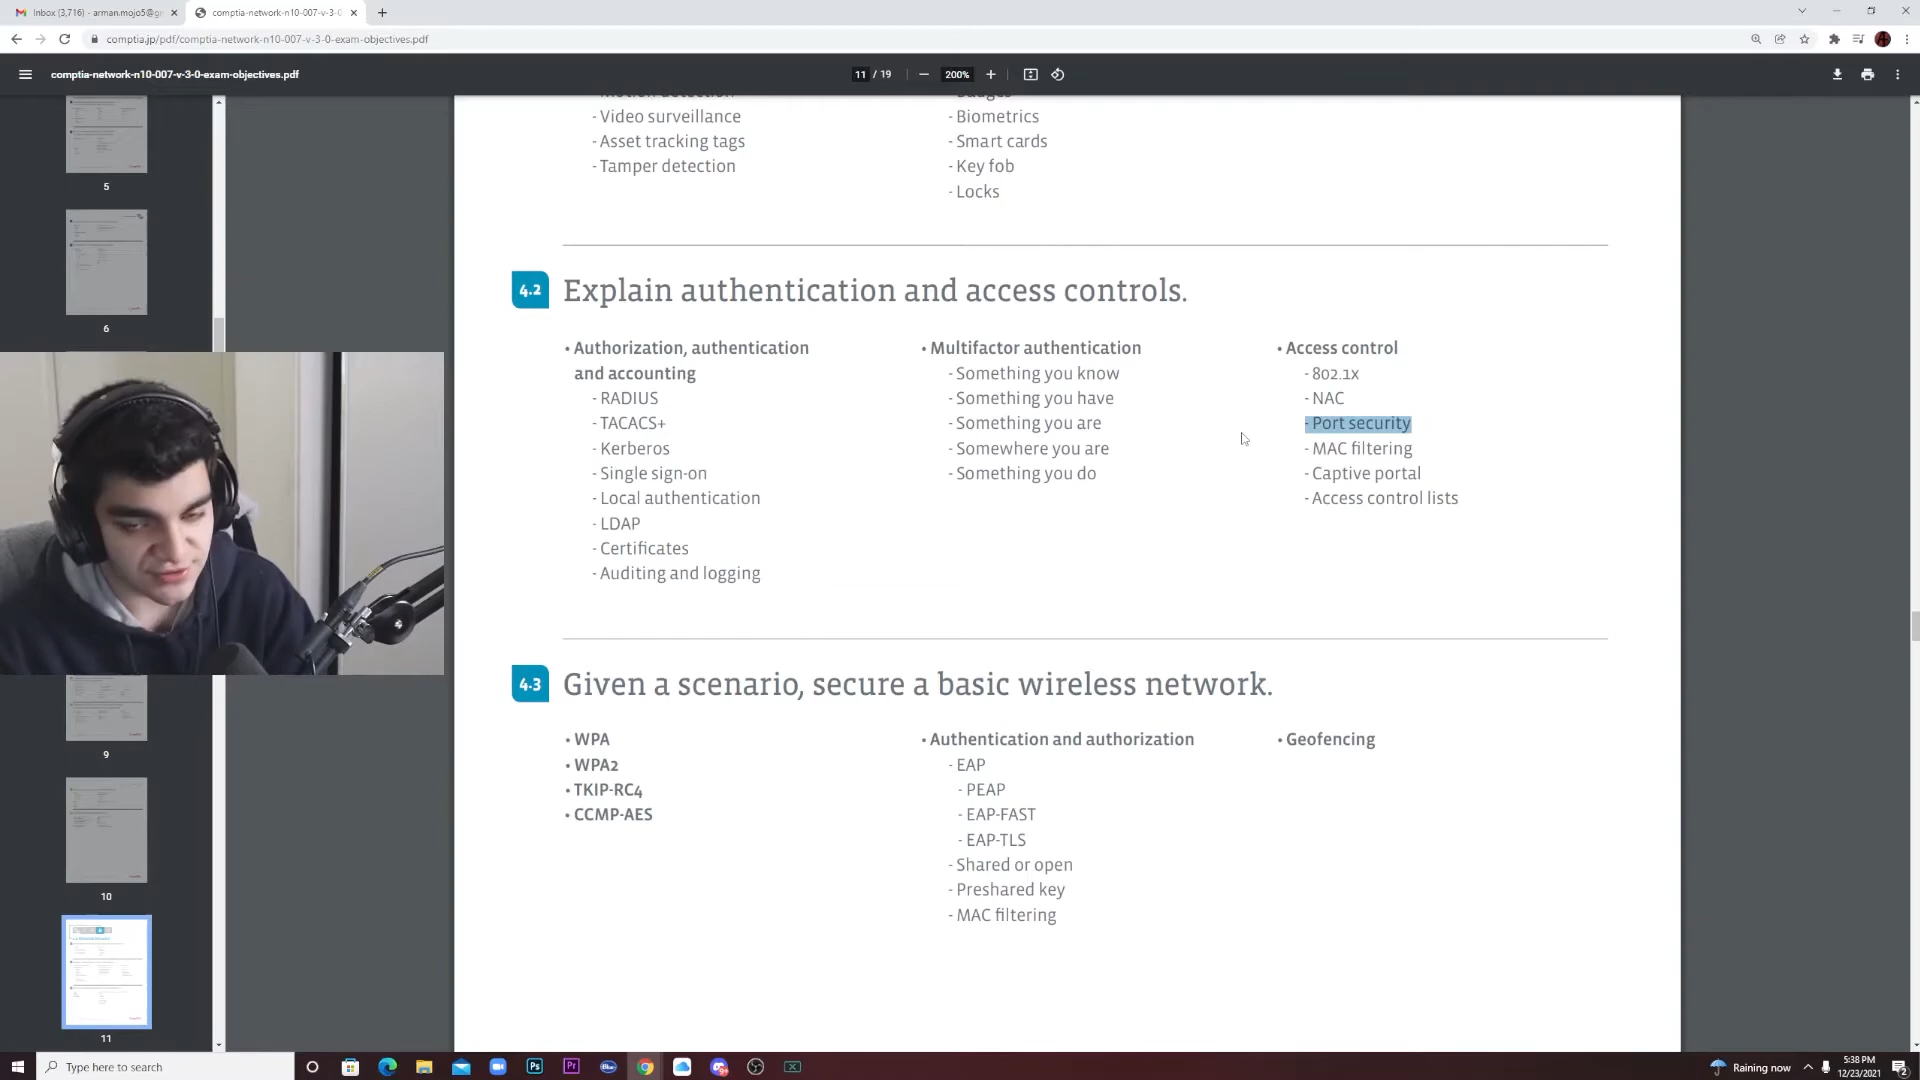 Inbox (3,716) - arman.mojo5@gm
comptia-network-n10-007-v-3-0
comptia.jp/pdf/comptia-network-n10-007-v-3-0-exam-objectives.pdf
comptia-network-n10-007-v-3-0-exam-objectives.pdf
11 / 19
200%
- Motion detection
- Video surveillance
- Asset tracking tags
- Tamper detection
- Badges
- Biometrics
- Smart cards
- Key fob
- Locks
4.2 Explain authentication and access controls.
• Authorization, authentication
and accounting
- RADIUS
- TACACS+
- Kerberos
- Single sign-on
- Local authentication
- LDAP
- Certificates
- Auditing and logging
• Multifactor authentication
- Something you know
- Something you have
- Something you are
- Somewhere you are
- Something you do
• Access control
- 802.1x
- NAC
- Port security
- MAC filtering
- Captive portal
- Access control lists
4.3 Given a scenario, secure a basic wireless network.
• WPA
• WPA2
• TKIP-RC4
• CCMP-AES
• Authentication and authorization
- EAP
- PEAP
- EAP-FAST
- EAP-TLS
- Shared or open
- Preshared key
- MAC filtering
• Geofencing
5
6
9
10
11
Type here to search
Ps
Pr
Blue
Raining now
5:38 PM
12/23/2021
2